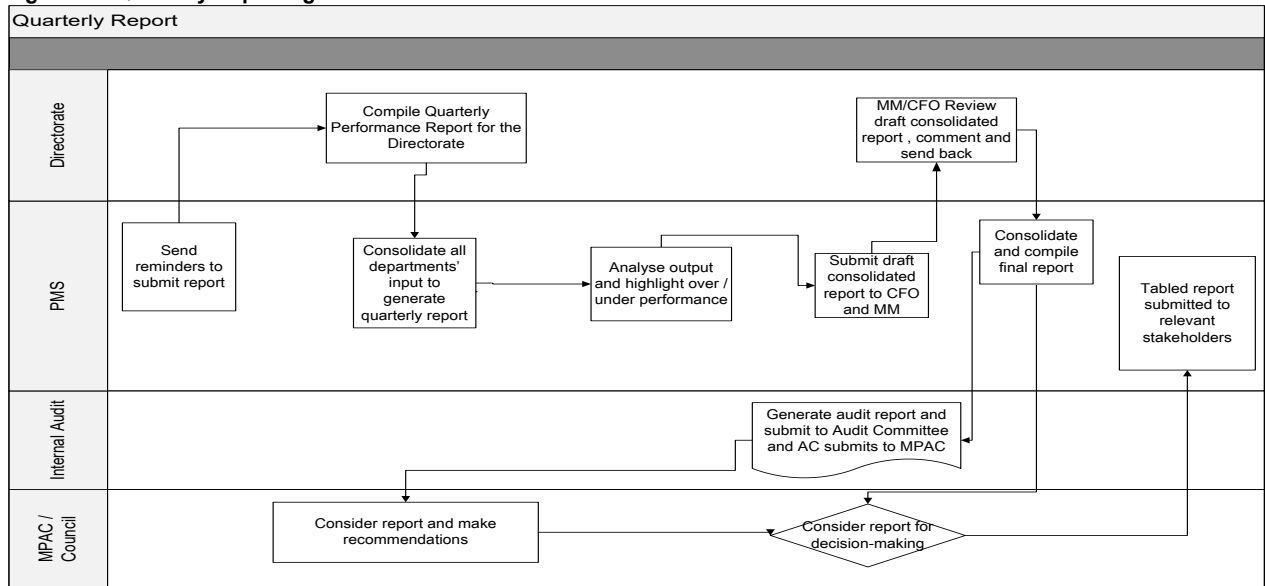 Quarterly Report
Directorate
Compile Quarterly
Performance Report for the
Directorate
MM/CFO Review
draft consolidated
report , comment and
send back
PMS
Send
reminders to
submit report
Consolidate all
departments'
input to
generate
quarterly report
Analyse output
and highlight over /
under performance
Submit draft
consolidated
report to CFO
and MM
Consolidate
and compile
final report
Tabled report
submitted to
relevant
stakeholders
Internal Audit
Generate audit report and
submit to Audit Committee
and AC submits to MPAC
MPAC /
Council
Consider report and make
recommendations
Consider report for
decision-making